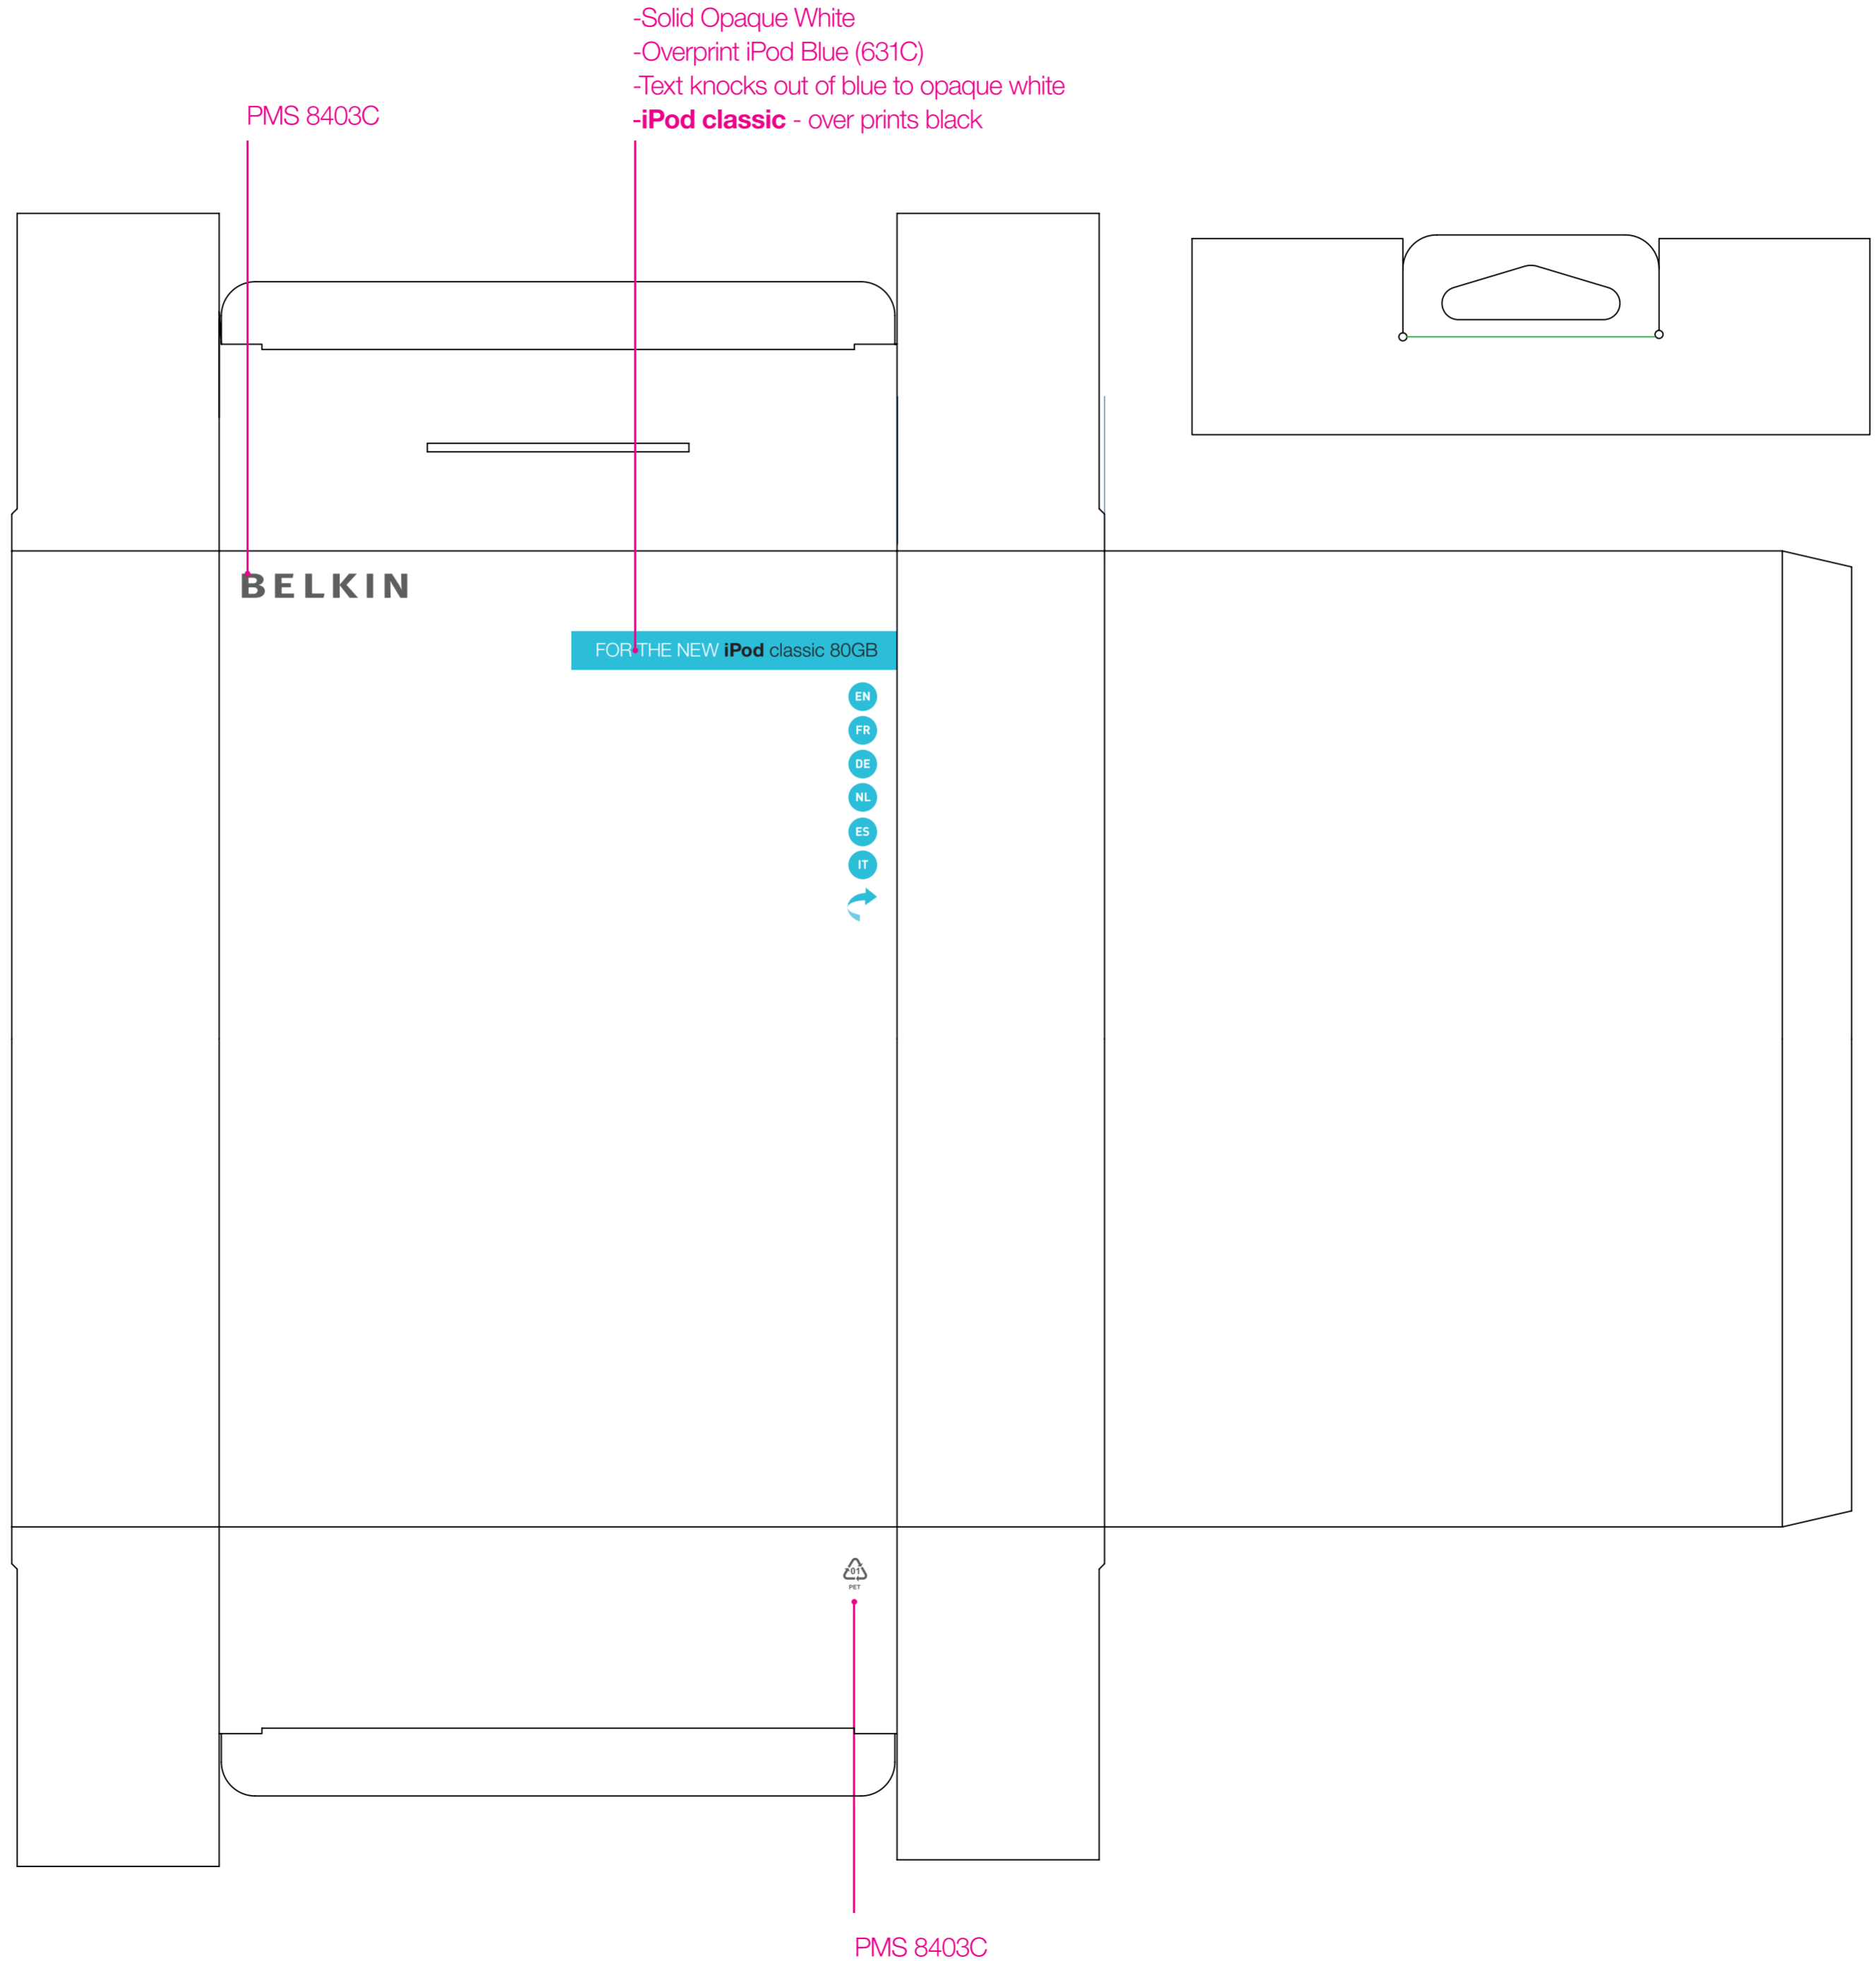 -Solid Opaque White
-Overprint iPod Blue (631C)
-Text knocks out of blue to opaque white
-iPod classic - over prints black
PMS 8403C
BELKIN
FOR THE NEW iPod classic 80GB
EN
FR
DE
NL
ES
IT
01
PET
PMS 8403C